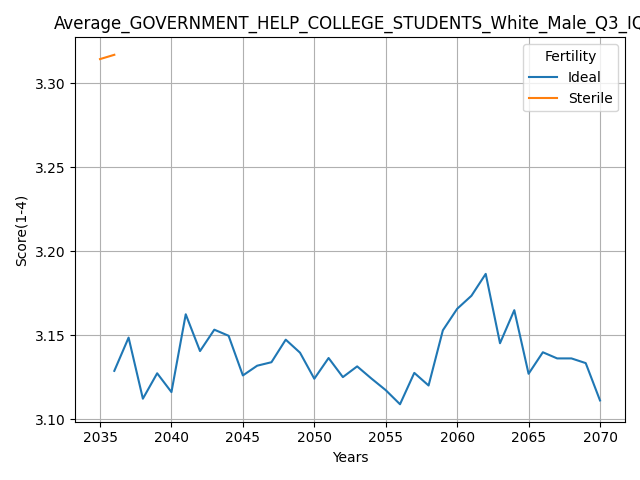 Average_GOVERNMENT_HELP_COLLEGE_STUDENTS_White_Male_Q3_IQ
Fertility
Ideal
Sterile
3.30
3.25
3.20
3.15
3.10
Score(1-4)
2035 2040 2045 2050 2055 2060 2065 2070
Years